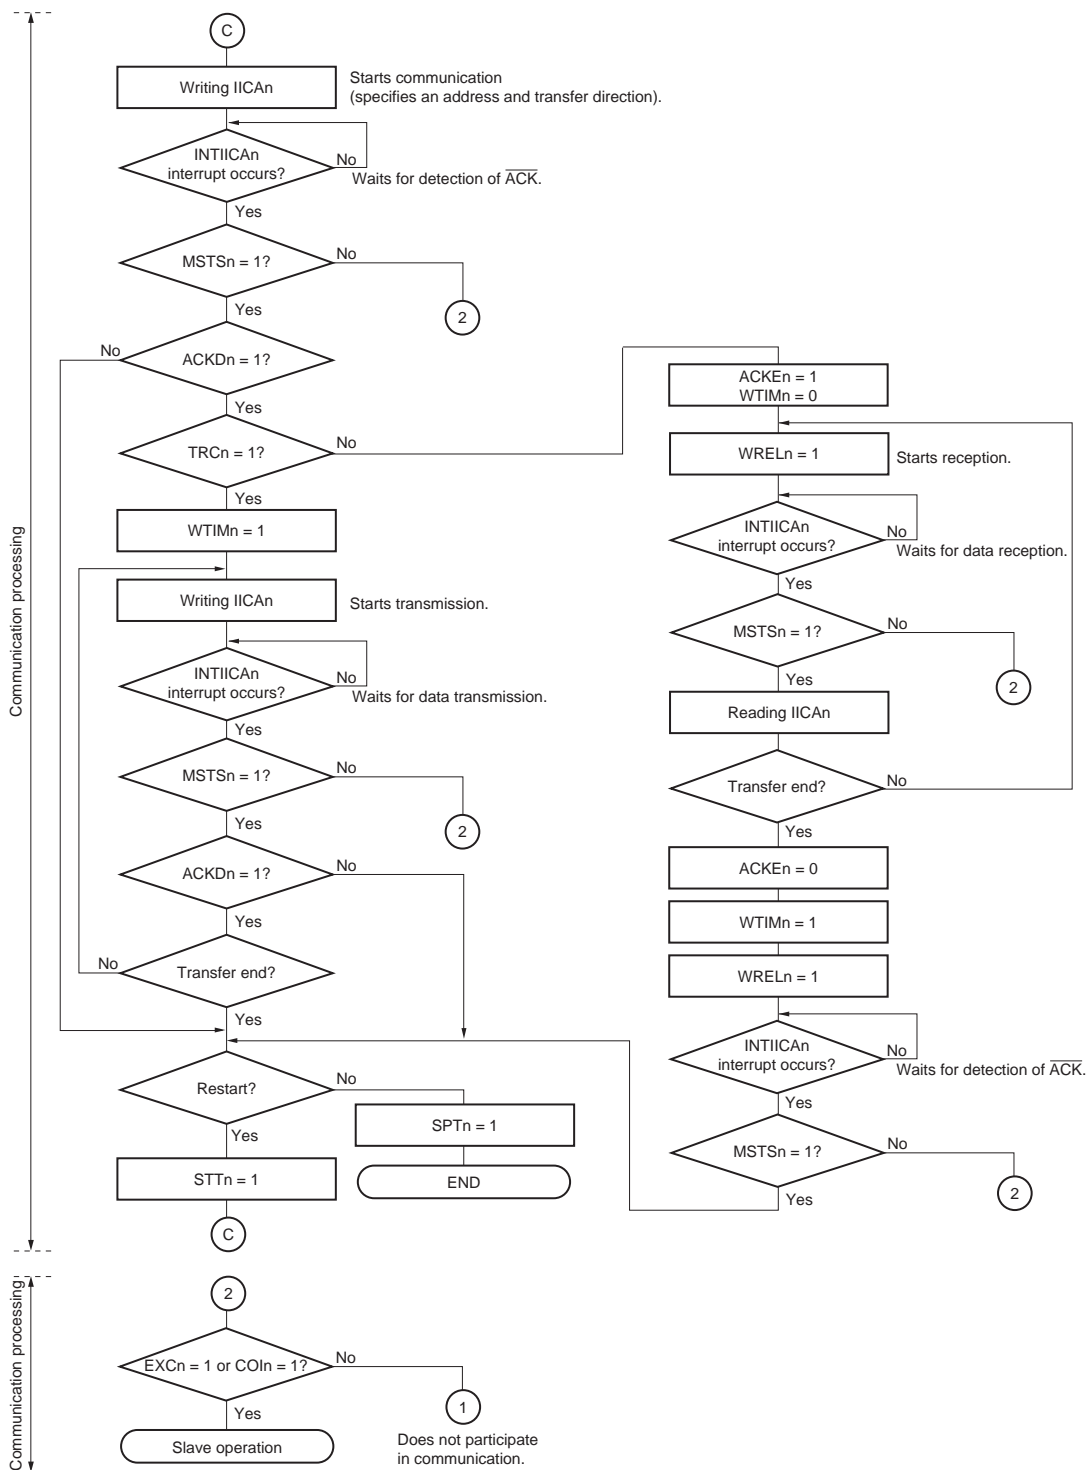 C
Writing IICAn
Starts communication
(specifies an address and transfer direction).
INTIICAn
interrupt occurs?
No
Waits for detection of ACK.
Yes
MSTSn = 1?
No
2
Yes
ACKDn = 1?
No
Yes
TRCn = 1?
No
Yes
WTIMn = 1
Writing IICAn
Starts transmission.
INTIICAn
interrupt occurs?
No
Waits for data transmission.
Yes
MSTSn = 1?
No
2
Yes
ACKDn = 1?
No
Yes
Transfer end?
No
Yes
Restart?
No
Yes
SPTn = 1
END
STTn = 1
C
ACKEn = 1
WTIMn = 0
WRELn = 1
Starts reception.
INTIICAn
interrupt occurs?
No
Waits for data reception.
Yes
MSTSn = 1?
No
2
Yes
Reading IICAn
Transfer end?
No
Yes
ACKEn = 0
WTIMn = 1
WRELn = 1
INTIICAn
interrupt occurs?
No
Waits for detection of ACK.
Yes
MSTSn = 1?
No
2
Yes
Communication processing
2
EXCn = 1 or COIn = 1?
No
1
Does not participate
in communication.
Yes
Slave operation
Communication processing